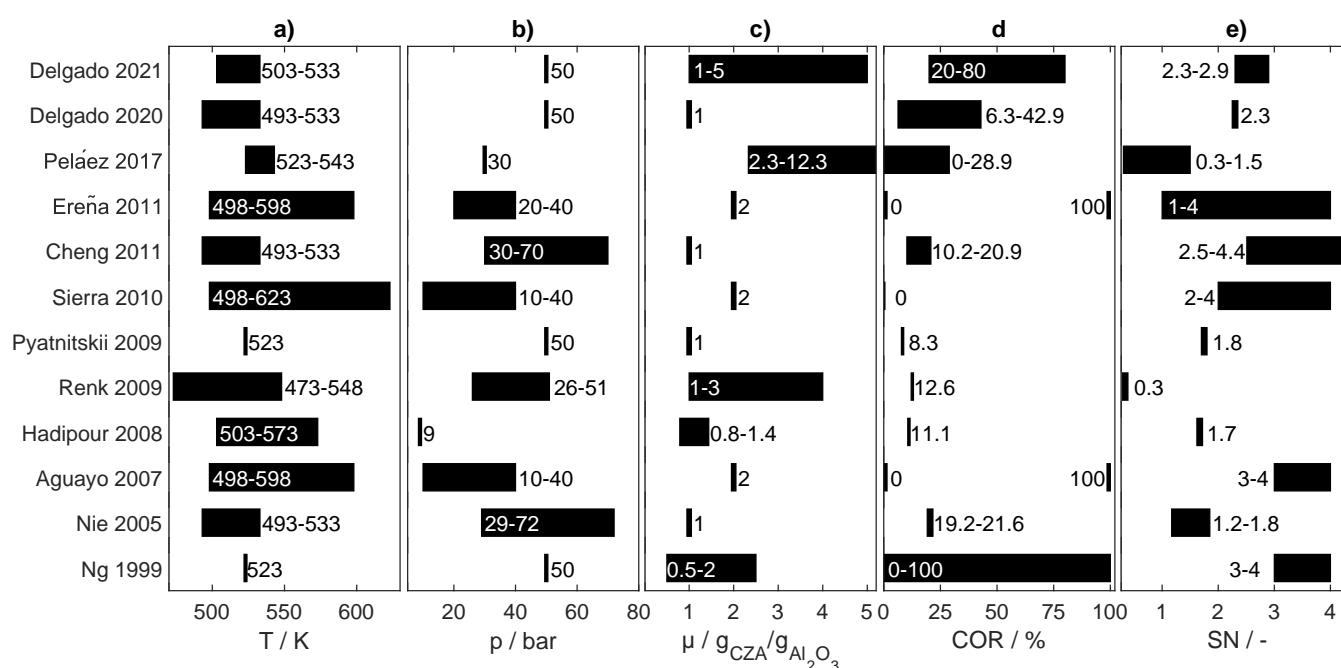 a) b) c) d e)
Delgado 2021 503-533 50 1-5 20-80 2.3-2.9
Delgado 2020 493-533 50 1 6.3-42.9 2.3
Peláez 2017 523-543 30 2.3-12.3 0-28.9 0.3-1.5
Ereña 2011 498-598 20-40 2 0 100 1-4
Cheng 2011 493-533 30-70 1 10.2-20.9 2.5-4.4
Sierra 2010 498-623 10-40 2 0 2-4
Pyatnitskii 2009 523 50 1 8.3 1.8
Renk 2009 473-548 26-51 1-3 12.6 0.3
Hadipour 2008 503-573 9 0.8-1.4 11.1 1.7
Aguayo 2007 498-598 10-40 2 0 100 3-4
Nie 2005 493-533 29-72 1 19.2-21.6 1.2-1.8
Ng 1999 523 50 0.5-2 0-100 3-4
500 550 600 20 40 60 80 1 2 3 4 5 0 25 50 75 100 1 2 3 4
T / K p / bar µ / g_CZA/g_Al₂O₃ COR / % SN / -